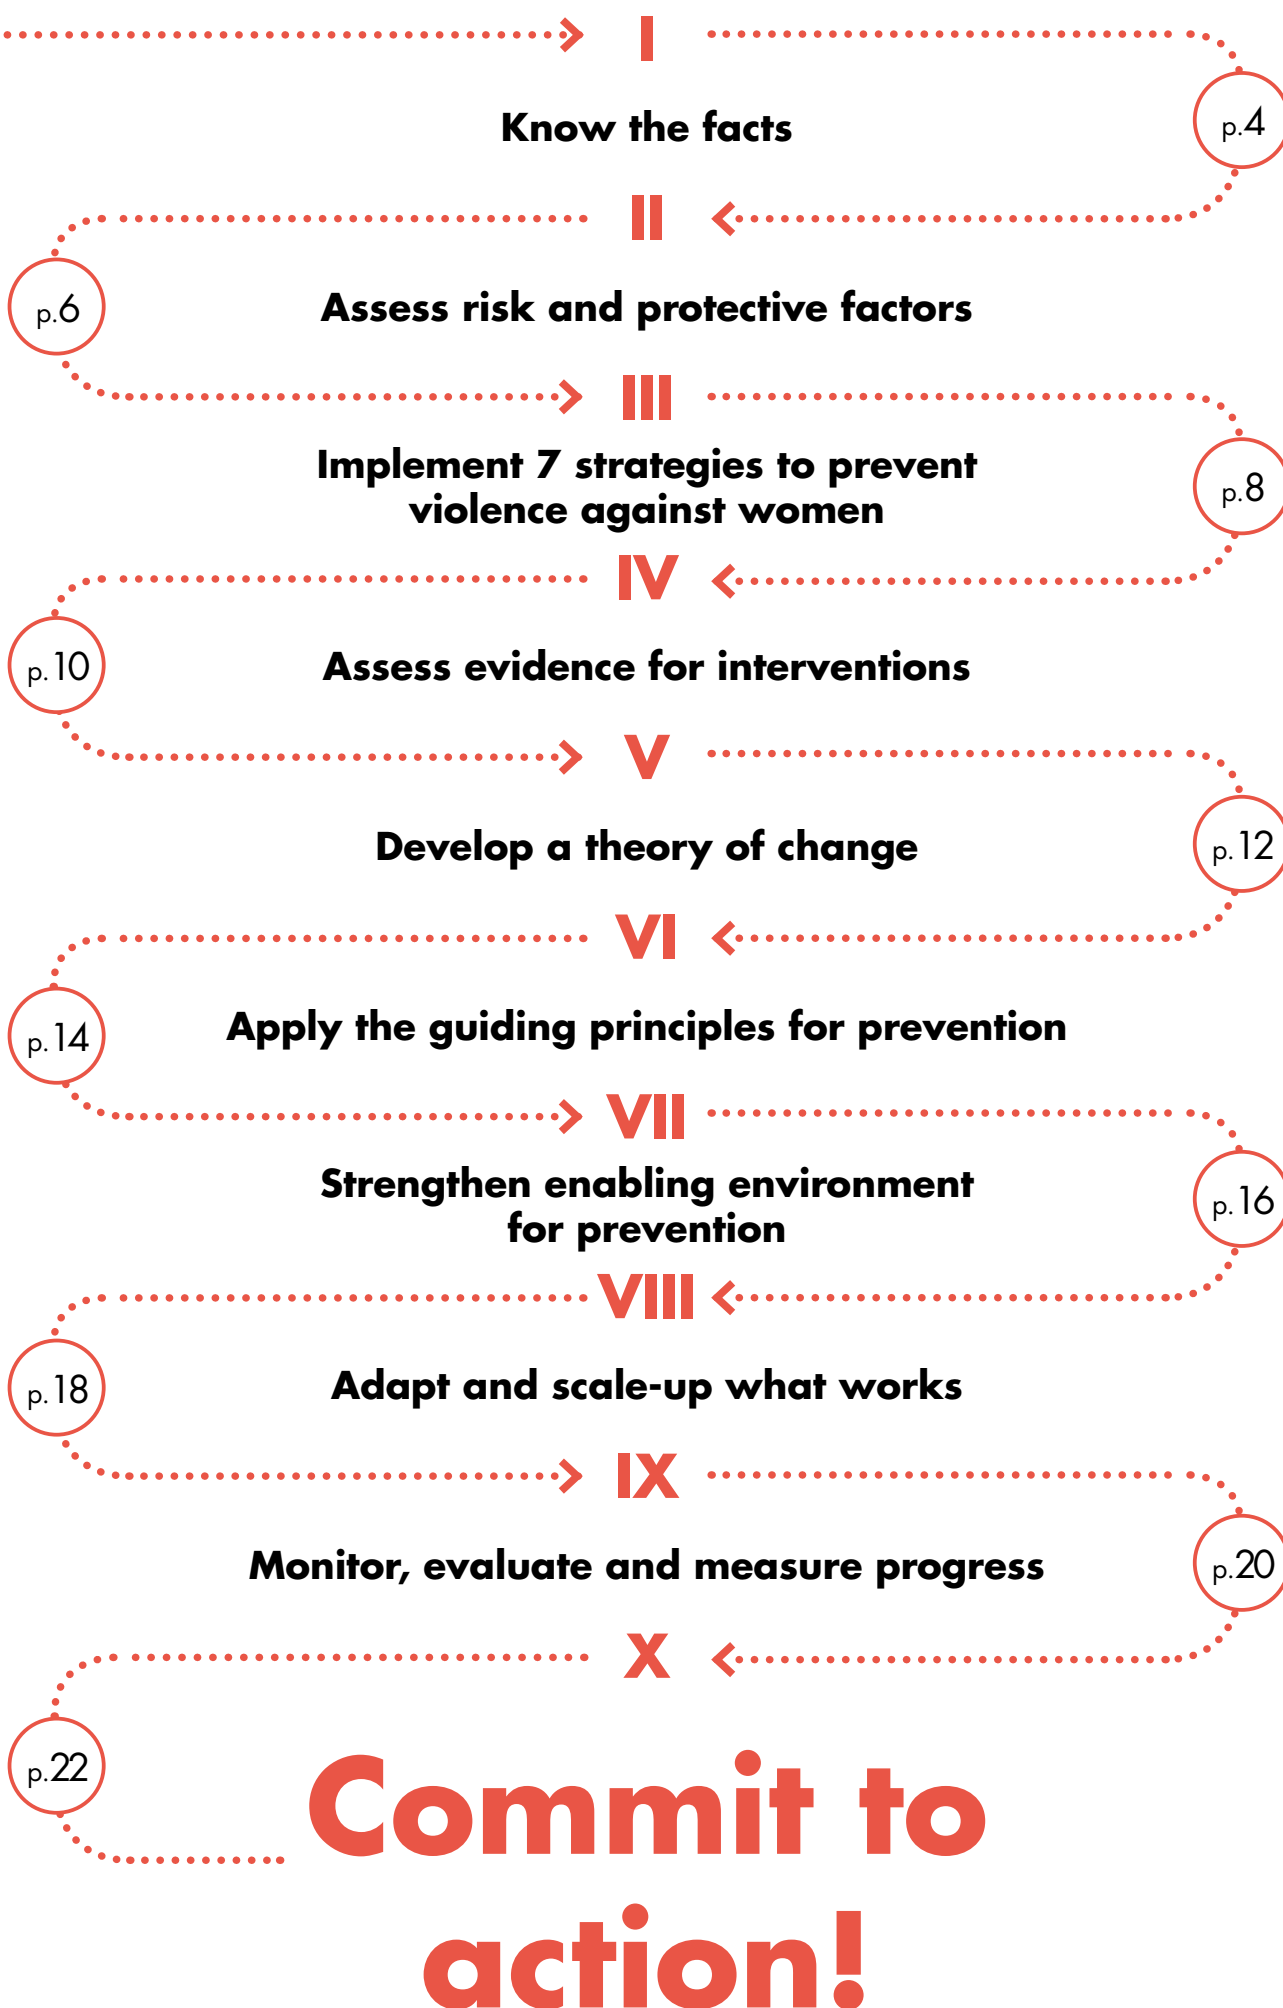 I
Know the facts
p.4
II
Assess risk and protective factors
p.6
III
Implement 7 strategies to prevent
violence against women
p.8
IV
Assess evidence for interventions
p.10
V
Develop a theory of change
p.12
VI
Apply the guiding principles for prevention
p.14
VII
Strengthen enabling environment
for prevention
p.16
VIII
Adapt and scale-up what works
p.18
IX
Monitor, evaluate and measure progress
p.20
X
p.22
Commit to
action!